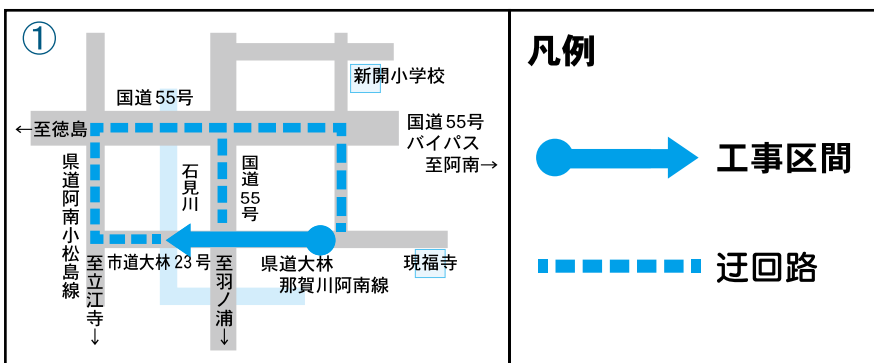 ①
新開小学校
国道55号
←至徳島
国道55号
バイパス
至阿南→
県道阿南小松島線
石見川
国道55号
市道大林23号
至立江寺
↓
至羽ノ浦
↓
県道大林
那賀川阿南線
現福寺
凡例
工事区間
迂回路